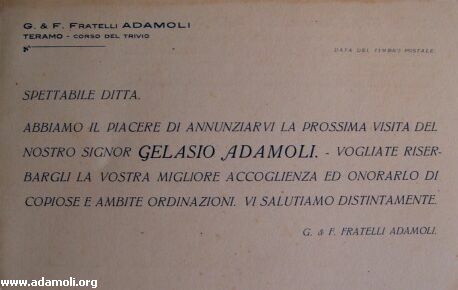 G. & F. FRATELLI ADAMOLI
TERAMO - CORSO DEL TRIVIO
DATA DEL TIMBRO POSTALE.
SPETTABILE DITTA.
ABBIAMO IL PIACERE DI ANNUNZIARVI LA PROSSIMA VISITA DEL
NOSTRO SIGNOR GELASIO ADAMOLI. - VOGLIATE RISER-
BARGLI LA VOSTRA MIGLIORE ACCOGLIENZA ED ONORARLO DI
COPIOSE E AMBITE ORDINAZIONI. VI SALUTIAMO DISTINTAMENTE.
G. & F. FRATELLI ADAMOLI.
www.adamoli.org